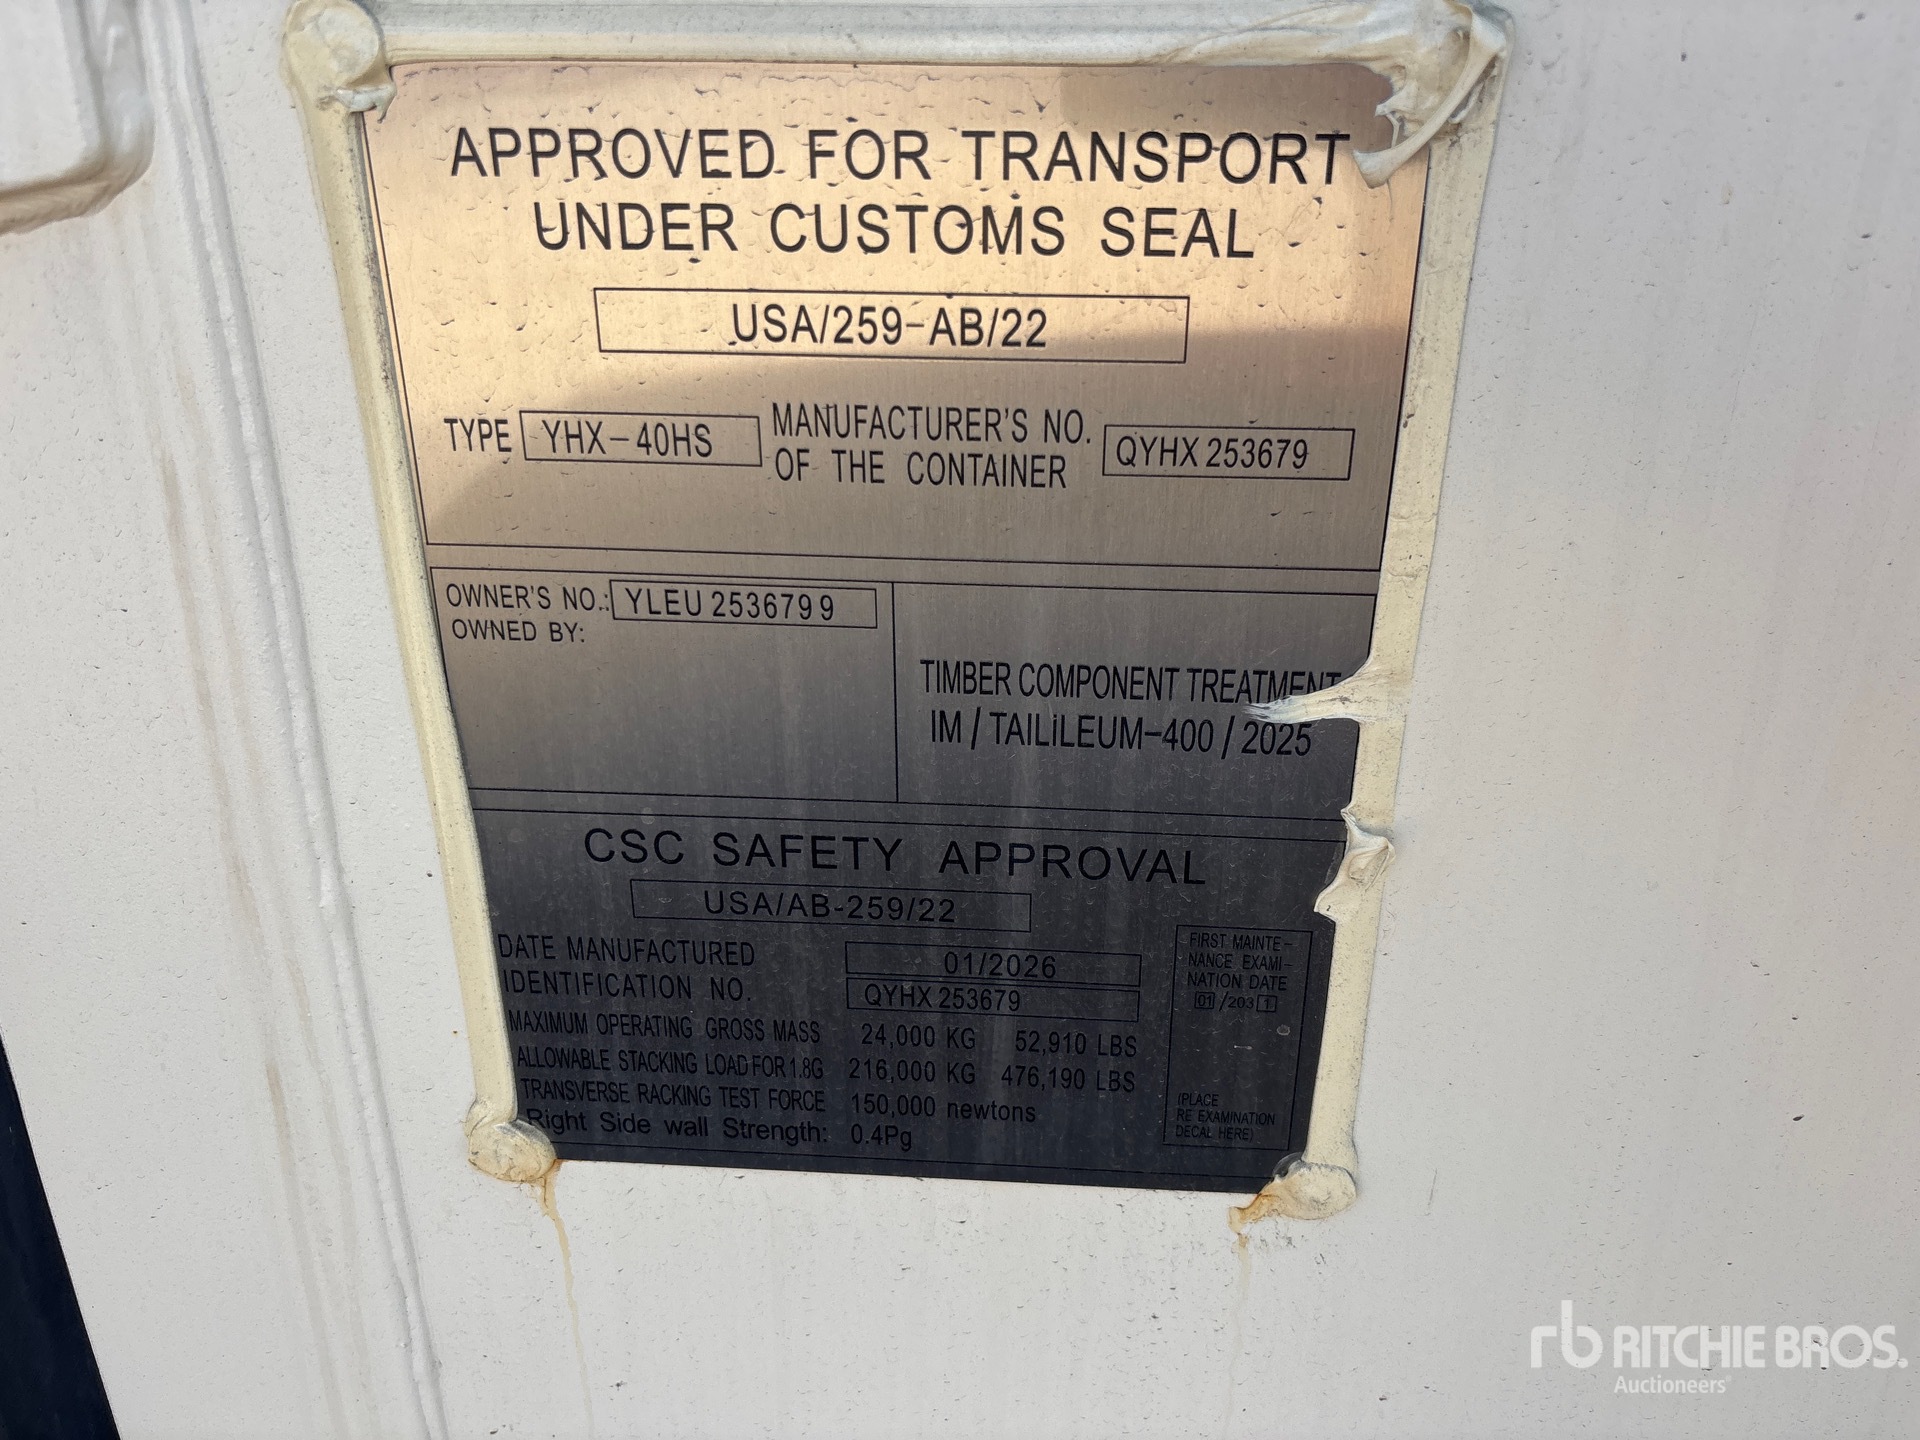 APPROVED FOR TRANSPORT
UNDER CUSTOMS SEAL
USA/259-AB/22
TYPE YHX-40HS MANUFACTURER'S NO. OF THE CONTAINER QYHX 253679
OWNER'S NO.: YLEU 253679 9
OWNED BY:
TIMBER COMPONENT TREATMENT
IM / TAILILEUM-400 / 2025
CSC SAFETY APPROVAL
USA/AB-259/22
DATE MANUFACTURED 01/2026
IDENTIFICATION NO. QYHX 253679
MAXIMUM OPERATING GROSS MASS 24,000 KG 52,910 LBS
ALLOWABLE STACKING LOAD FOR 1.8G 216,000 KG 476,190 LBS
TRANSVERSE RACKING TEST FORCE 150,000 newtons
Right Side wall Strength: 0.4Pg
FIRST MAINTE-
NANCE EXAMI-
NATION DATE
01/2031
(PLACE
RE EXAMINATION
DECAL HERE)
rb RITCHIE BROS.
Auctioneers